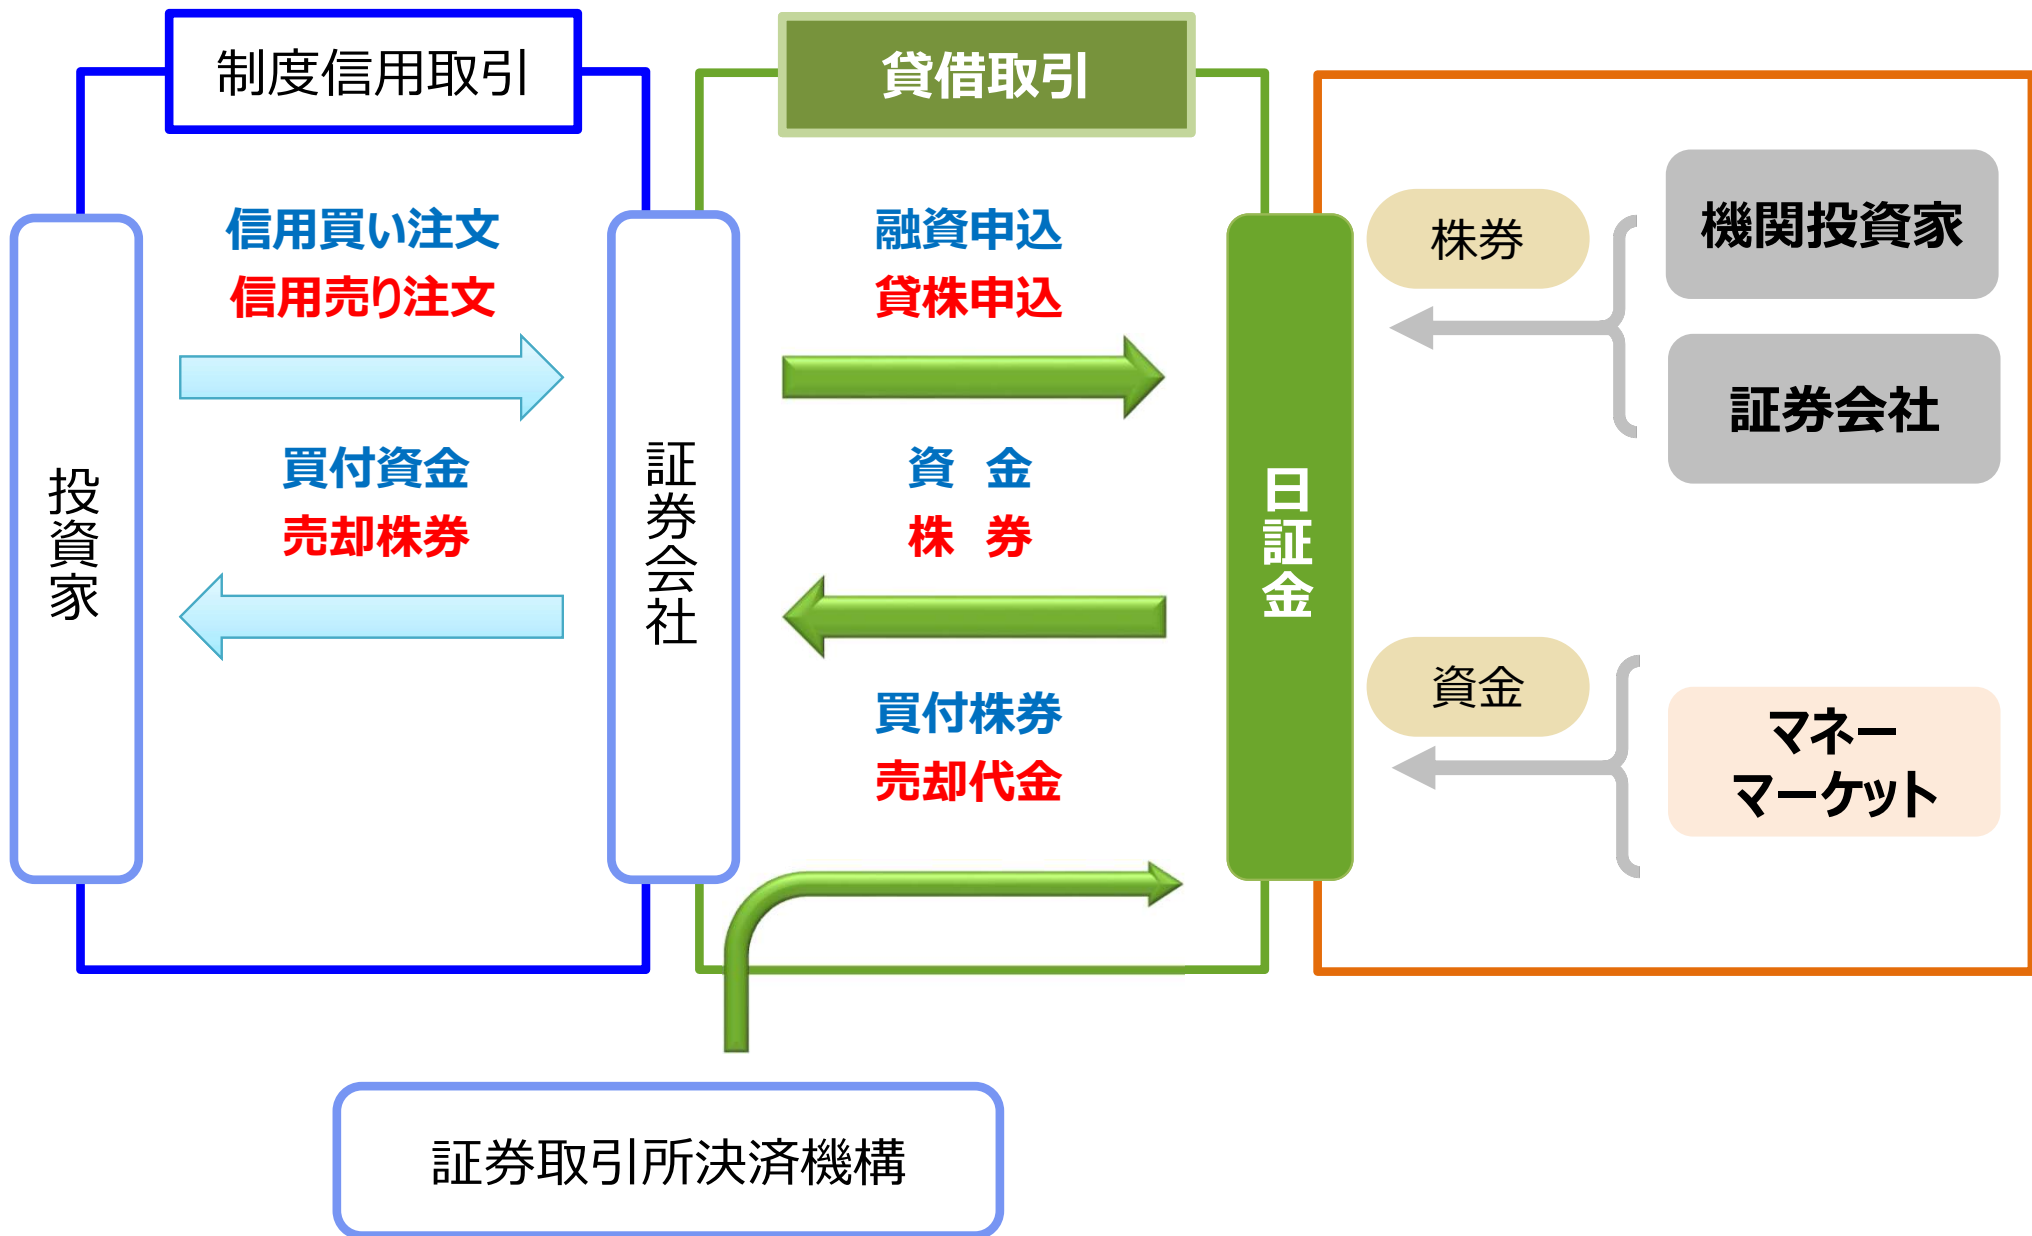 制度信用取引
貸借取引
信用買い注文
信用売り注文
融資申込
貸株申込
株券
機関投資家
証券会社
買付資金
売却株券
資　金
株　券
投資家
証券会社
日証金
買付株券
売却代金
資金
マネー
マーケット
証券取引所決済機構